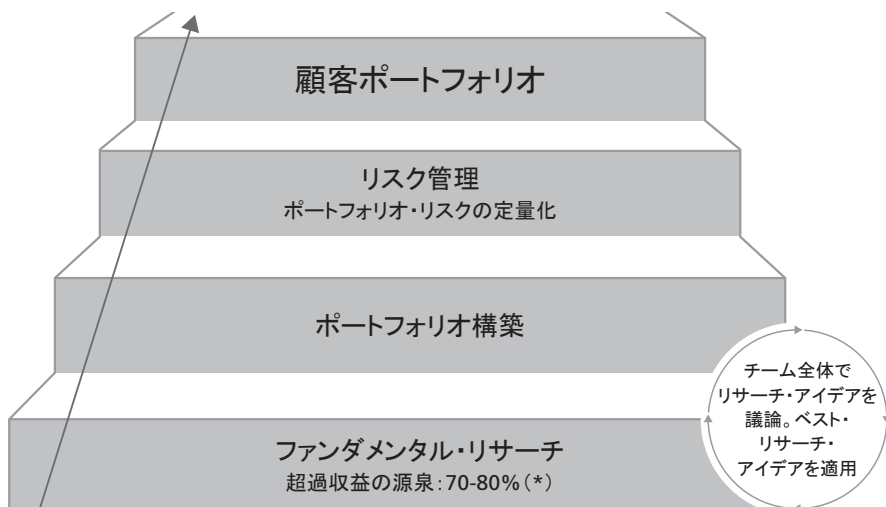 顧客ポートフォリオ
リスク管理
ポートフォリオ・リスクの定量化
ポートフォリオ構築
チーム全体で
リサーチ・アイデアを
議論。ベスト・
リサーチ・
アイデアを適用
ファンダメンタル・リサーチ
超過収益の源泉:70-80%(*)